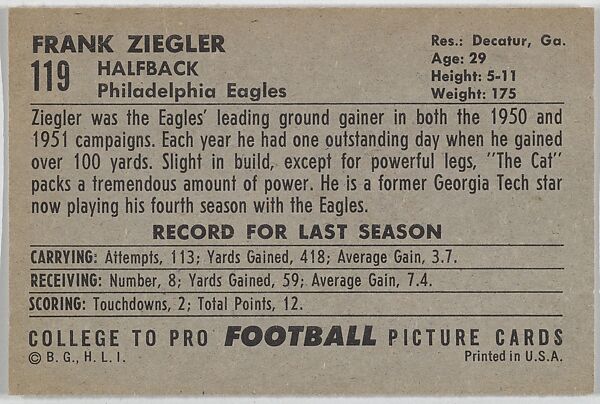 FRANK ZIEGLER
119 HALFBACK
Philadelphia Eagles
Res.: Decatur, Ga.
Age: 29
Height: 5-11
Weight: 175
Ziegler was the Eagles' leading ground gainer in both the 1950 and
1951 campaigns. Each year he had one outstanding day when he gained
over 100 yards. Slight in build, except for powerful legs, "The Cat"
packs a tremendous amount of power. He is a former Georgia Tech star
now playing his fourth season with the Eagles.
RECORD FOR LAST SEASON
CARRYING: Attempts, 113; Yards Gained, 418; Average Gain, 3.7.
RECEIVING: Number, 8; Yards Gained, 59; Average Gain, 7.4.
SCORING: Touchdowns, 2; Total Points, 12.
COLLEGE TO PRO FOOTBALL PICTURE CARDS
© B. G., H. L. I. Printed in U.S.A.